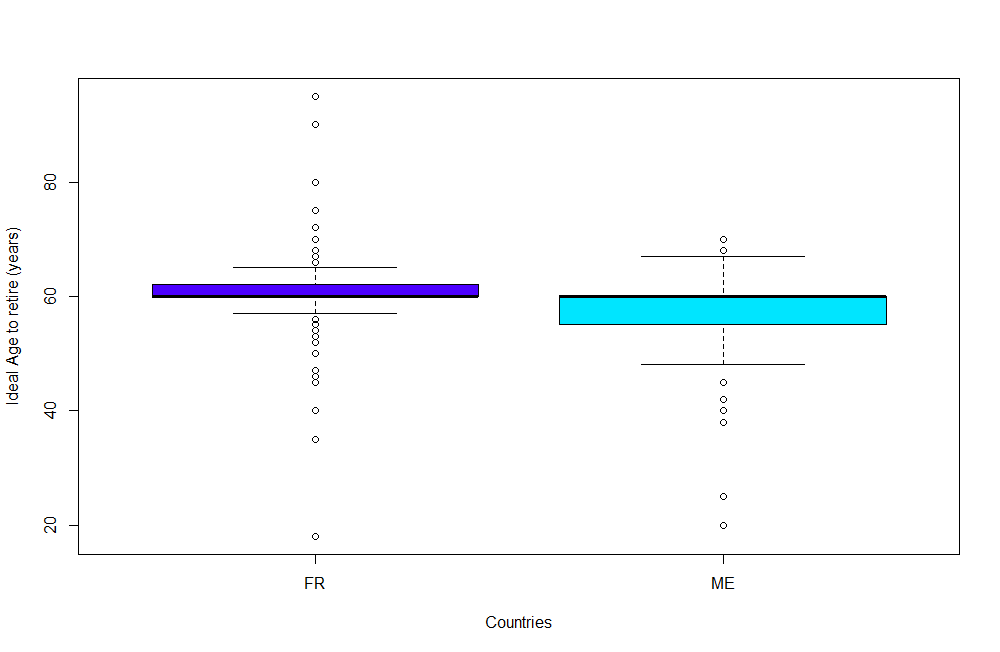 Ideal Age to retire (years)
80
60
40
20
FR
ME
Countries